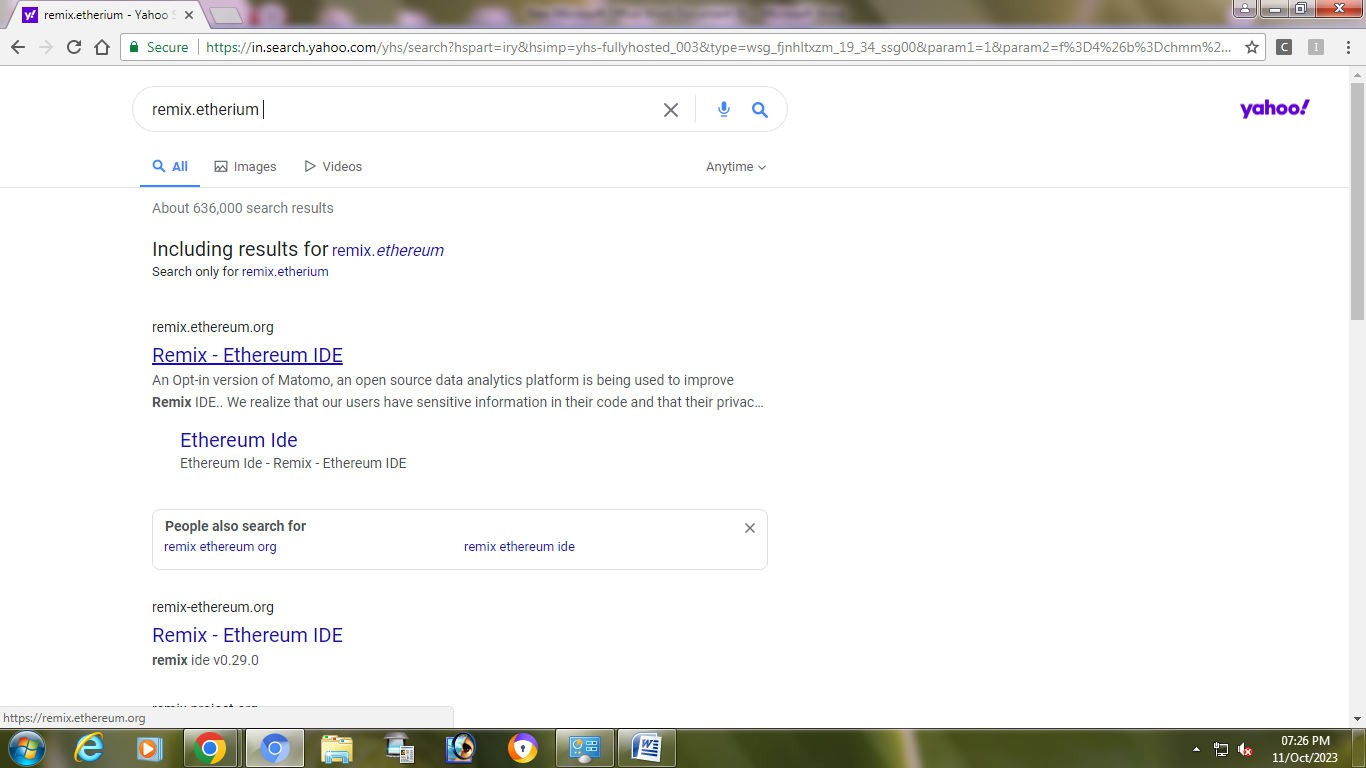 remix.etherium - Yahoo S
Secure
https://in.search.yahoo.com/yhs/search?hspart=iry&hsimp=yhs-fullyhosted_003&type=wsg_fjnhltxzm_19_34_ssg00&param1=1&param2=f%3D4%26b%3Dchmm%2...
remix.etherium
yahoo!
All Images Videos Anytime
About 636,000 search results
Including results for remix.ethereum
Search only for remix.etherium
remix.ethereum.org
Remix - Ethereum IDE
An Opt-in version of Matomo, an open source data analytics platform is being used to improve
Remix IDE.. We realize that our users have sensitive information in their code and that their privac...
Ethereum Ide
Ethereum Ide - Remix - Ethereum IDE
People also search for
remix ethereum org remix ethereum ide
remix-ethereum.org
Remix - Ethereum IDE
remix ide v0.29.0
https://remix.ethereum.org
07:26 PM
11/Oct/2023